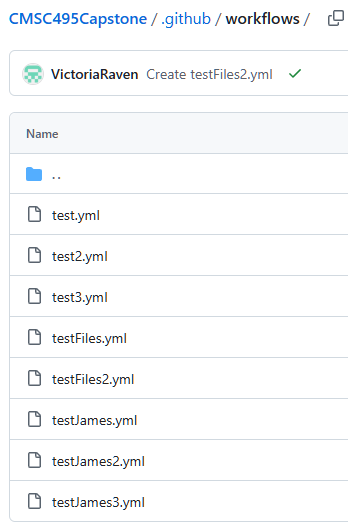 CMSC495Capstone / .github / workflows /
VictoriaRaven Create testFiles2.yml
Name
..
test.yml
test2.yml
test3.yml
testFiles.yml
testFiles2.yml
testJames.yml
testJames2.yml
testJames3.yml